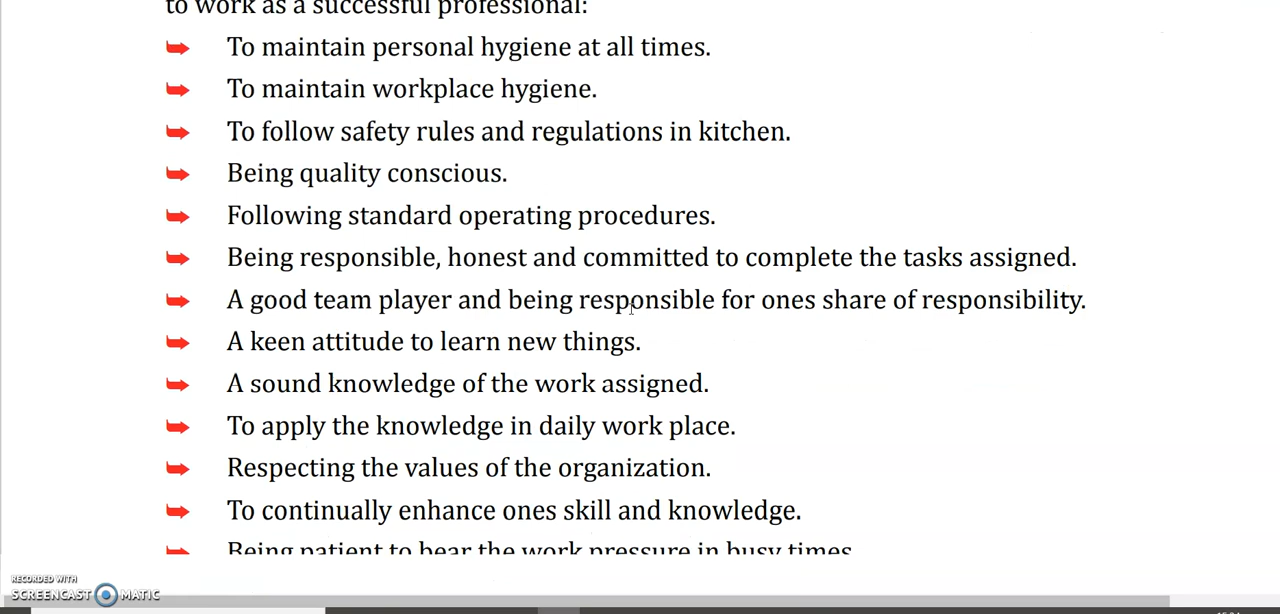 to work as a successful professional:
To maintain personal hygiene at all times.
To maintain workplace hygiene.
To follow safety rules and regulations in kitchen.
Being quality conscious.
Following standard operating procedures.
Being responsible, honest and committed to complete the tasks assigned.
A good team player and being responsible for ones share of responsibility.
A keen attitude to learn new things.
A sound knowledge of the work assigned.
To apply the knowledge in daily work place.
Respecting the values of the organization.
To continually enhance ones skill and knowledge.
Being patient to bear the work pressure in busy times
RECORDED WITH
SCREENCAST MATIC